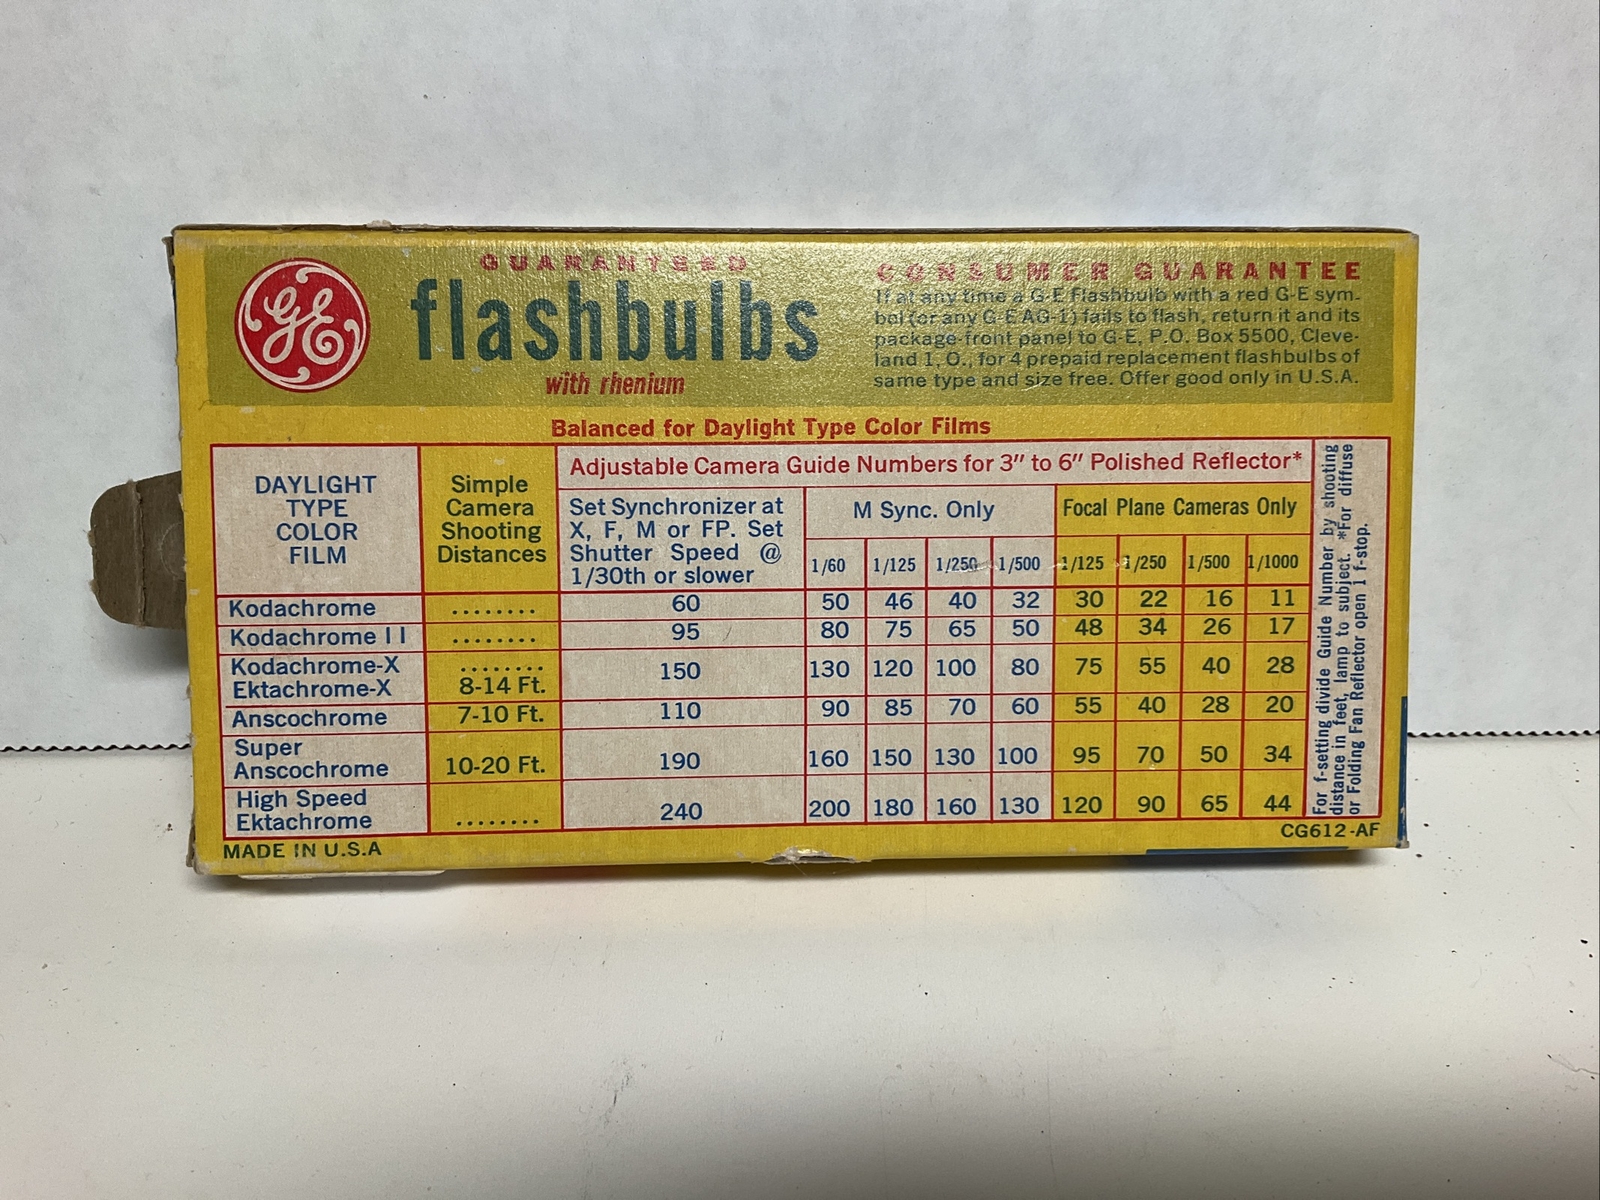 GE
GUARANTEED
flashbulbs
with rhenium
CONSUMER GUARANTEE
If at any time a G-E Flashbulb with a red G-E sym-
bol (or any G-E AG-1) fails to flash, return it and its
package-front panel to G-E, P.O. Box 5500, Cleve-
land 1, O., for 4 prepaid replacement flashbulbs of
same type and size free. Offer good only in U.S.A.
Balanced for Daylight Type Color Films
DAYLIGHT
TYPE
COLOR
FILM
Simple
Camera
Shooting
Distances
Adjustable Camera Guide Numbers for 3" to 6" Polished Reflector*
Set Synchronizer at
X, F, M or FP. Set
Shutter Speed @
1/30th or slower
M Sync. Only
Focal Plane Cameras Only
1/60 1/125 1/250 1/500 1/125 1/250 1/500 1/1000
Kodachrome ........ 60 50 46 40 32 30 22 16 11
Kodachrome II ........ 95 80 75 65 50 48 34 26 17
Kodachrome-X ........
Ektachrome-X 8-14 Ft. 150 130 120 100 80 75 55 40 28
Anscochrome 7-10 Ft. 110 90 85 70 60 55 40 28 20
Super
Anscochrome 10-20 Ft. 190 160 150 130 100 95 70 50 34
High Speed
Ektachrome ........ 240 200 180 160 130 120 90 65 44
For f-setting divide Guide Number by shooting
distance in feet, lamp to subject. *For diffuse
or Folding Fan Reflector open 1 f-stop.
MADE IN U.S.A
CG612-AF